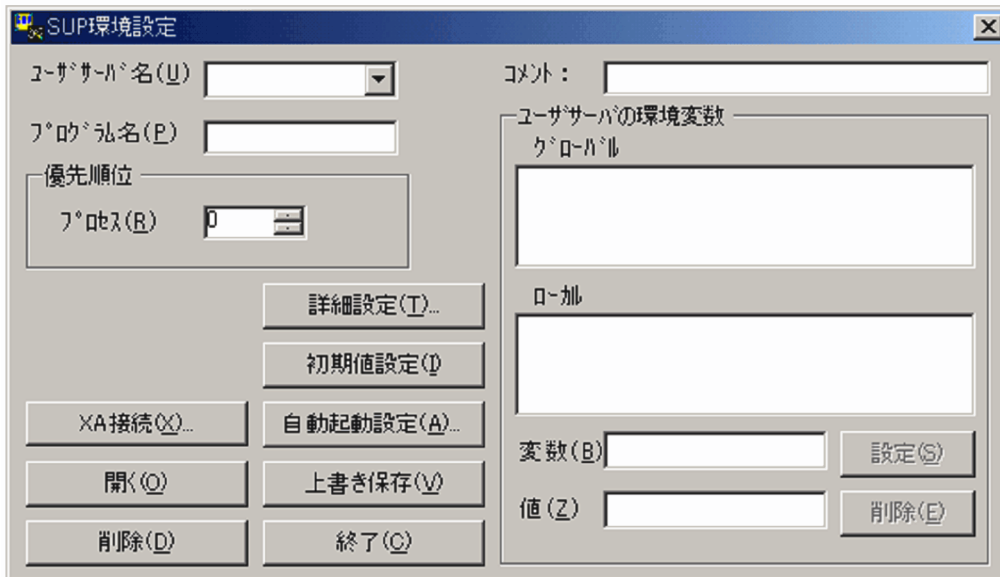 SUP環境設定
ﾕｰｻﾞｻｰﾊﾞ名(U)
ﾌﾟﾛｸﾞﾗﾑ名(P)
優先順位
ﾌﾟﾛｾｽ(R)
0
詳細設定(T)...
初期値設定(I)
XA接続(X)...
自動起動設定(A)...
開く(O)
上書き保存(V)
削除(D)
終了(C)
ｺﾒﾝﾄ：
ﾕｰｻﾞｻｰﾊﾞの環境変数
ｸﾞﾛｰﾊﾞﾙ
ﾛｰｶﾙ
変数(B)
設定(S)
値(Z)
削除(E)